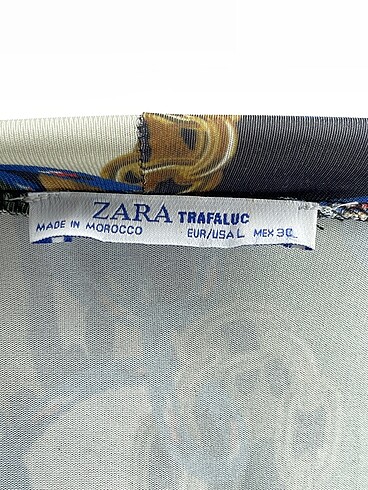 ZARA TRAFALUC
MADE IN MOROCCO EUR/USA L MEX 30